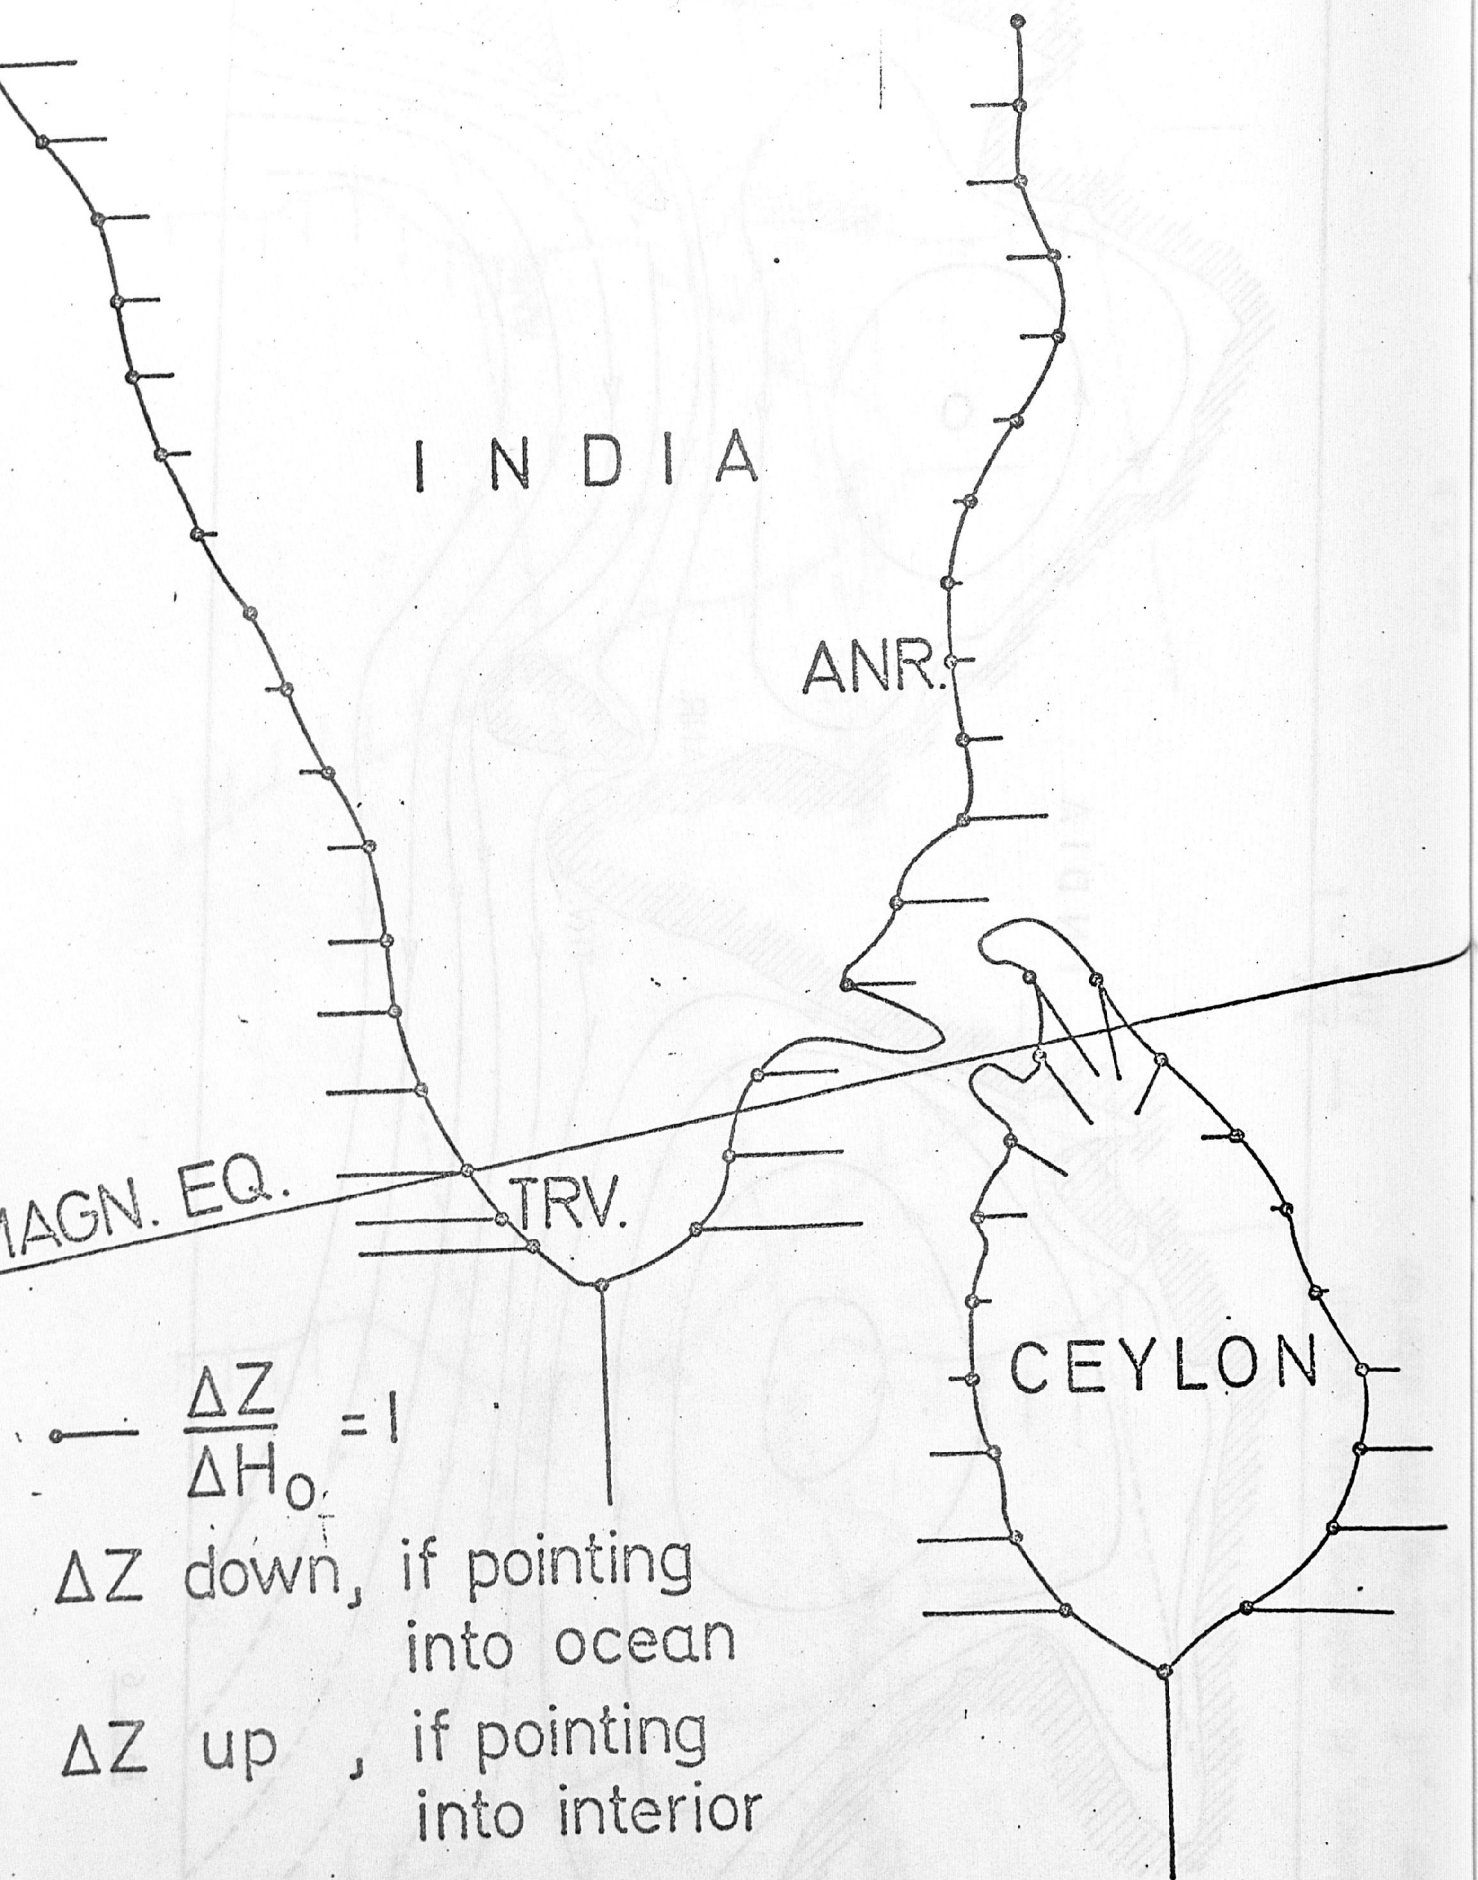 INDIA
ANR.
MAGN. EQ.
TRV.
CEYLON
ΔZ
ΔH₀
= 1
ΔZ down, if pointing
into ocean
ΔZ up , if pointing
into interior